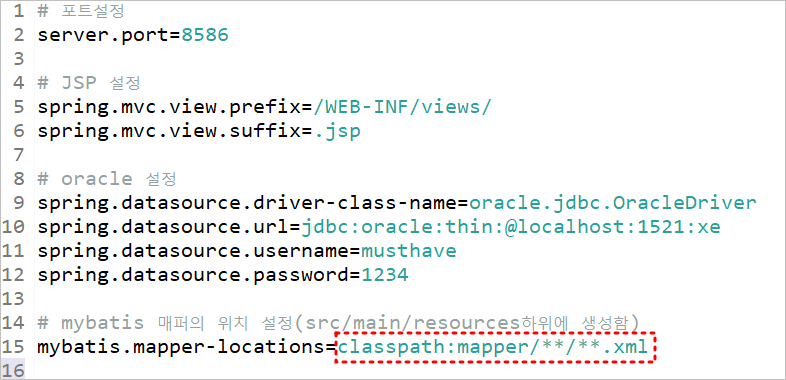 1 # 포트설정
2 server.port=8586
3
4 # JSP 설정
5 spring.mvc.view.prefix=/WEB-INF/views/
6 spring.mvc.view.suffix=.jsp
7
8 # oracle 설정
9 spring.datasource.driver-class-name=oracle.jdbc.OracleDriver
10 spring.datasource.url=jdbc:oracle:thin:@localhost:1521:xe
11 spring.datasource.username=musthave
12 spring.datasource.password=1234
13
14 # mybatis 매퍼의 위치 설정(src/main/resources하위에 생성함)
15 mybatis.mapper-locations=classpath:mapper/**/**.xml
16